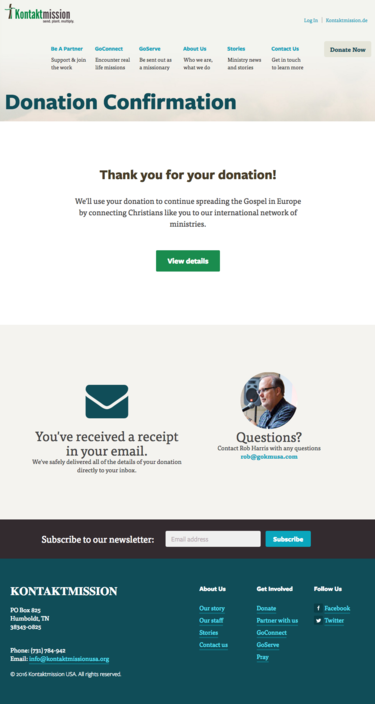 Kontaktmission
send. plant. multiply.
Log In | Kontaktmission.de
Be A Partner
Support & join
the work
GoConnect
Encounter real
life missions
GoServe
Be sent out as
a missionary
About Us
Who we are,
what we do
Stories
Ministry news
and stories
Contact Us
Get in touch
to learn more
Donate Now
Donation Confirmation
Thank you for your donation!
We'll use your donation to continue spreading the Gospel in Europe
by connecting Christians like you to our international network of
ministries.
View details
You've received a receipt
in your email.
We've safely delivered all of the details of your donation
directly to your inbox.
Questions?
Contact Rob Harris with any questions
rob@gokmusa.com
Subscribe to our newsletter:
Email address
Subscribe
KONTAKTMISSION
PO Box 825
Humboldt, TN
38343-0825
Phone: (731) 784-942
Email: info@kontaktmissionusa.org
© 2016 Kontaktmission USA. All rights reserved.
About Us
Our story
Our staff
Stories
Contact us
Get Involved
Donate
Partner with us
GoConnect
GoServe
Pray
Follow Us
Facebook
Twitter